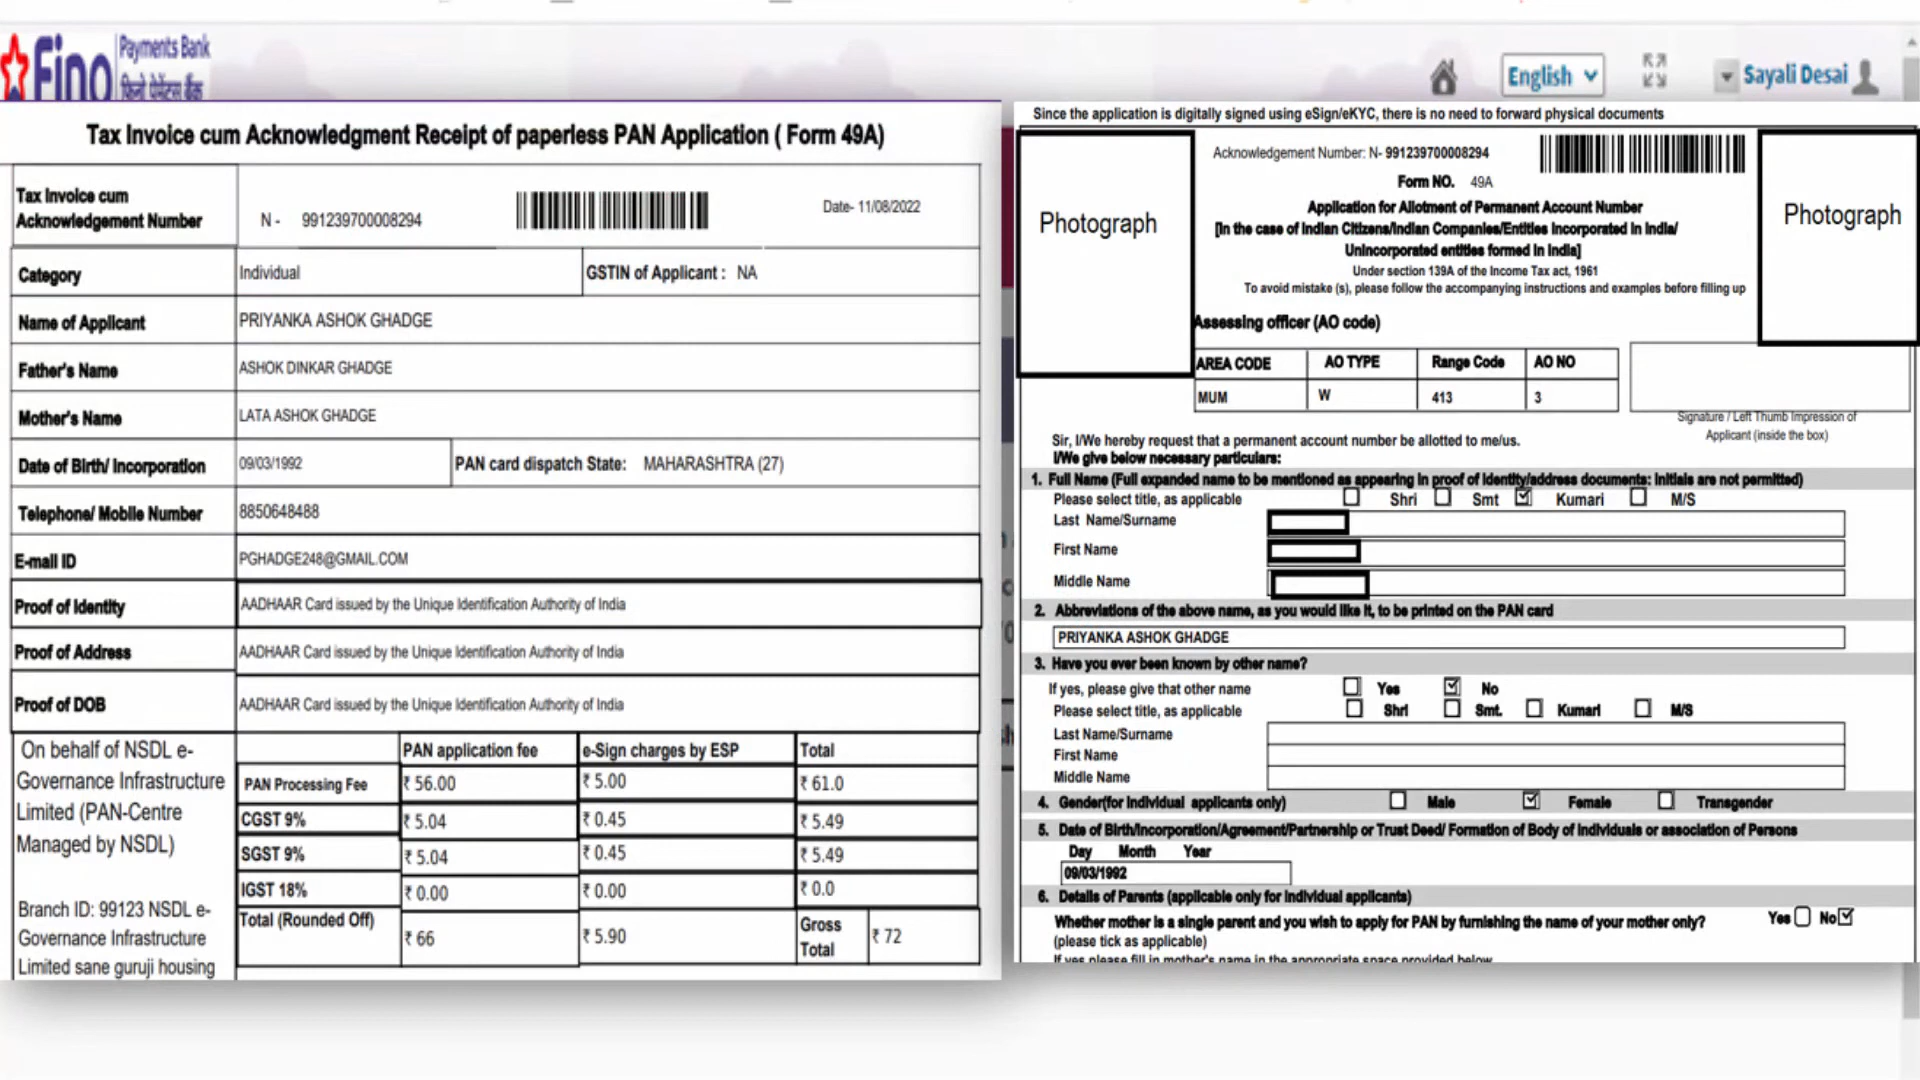 Fino
Payments Bank
फिनो पेमेंट्स बैंक
English
Sayali Desai
Tax Invoice cum Acknowledgment Receipt of paperless PAN Application ( Form 49A)
Tax Invoice cum
Acknowledgement Number
N - 991239700008294
Date- 11/08/2022
Category
Individual
GSTIN of Applicant : NA
Name of Applicant
PRIYANKA ASHOK GHADGE
Father's Name
ASHOK DINKAR GHADGE
Mother's Name
LATA ASHOK GHADGE
Date of Birth/ Incorporation
09/03/1992
PAN card dispatch State: MAHARASHTRA (27)
Telephone/ Mobile Number
8850648488
E-mail ID
PGHADGE248@GMAIL.COM
Proof of Identity
AADHAAR Card issued by the Unique Identification Authority of India
Proof of Address
AADHAAR Card issued by the Unique Identification Authority of India
Proof of DOB
AADHAAR Card issued by the Unique Identification Authority of India
On behalf of NSDL e-
Governance Infrastructure
Limited (PAN-Centre
Managed by NSDL)
Branch ID: 99123 NSDL e-
Governance Infrastructure
Limited sane guruji housing
PAN application fee
e-Sign charges by ESP
Total
PAN Processing Fee
₹ 56.00
₹ 5.00
₹ 61.0
CGST 9%
₹ 5.04
₹ 0.45
₹ 5.49
SGST 9%
₹ 5.04
₹ 0.45
₹ 5.49
IGST 18%
₹ 0.00
₹ 0.00
₹ 0.0
Total (Rounded Off)
₹ 66
₹ 5.90
Gross
Total
₹ 72
Since the application is digitally signed using eSign/eKYC, there is no need to forward physical documents
Photograph
Acknowledgement Number: N- 991239700008294
Form NO. 49A
Application for Allotment of Permanent Account Number
[In the case of Indian Citizens/Indian Companies/Entities Incorporated in India/
Unincorporated entities formed in India]
Under section 139A of the Income Tax act, 1961
To avoid mistake (s), please follow the accompanying instructions and examples before filling up
Photograph
Assessing officer (AO code)
AREA CODE
AO TYPE
Range Code
AO NO
MUM
W
413
3
Signature / Left Thumb Impression of
Applicant (inside the box)
Sir, I/We hereby request that a permanent account number be allotted to me/us.
I/We give below necessary particulars:
1. Full Name (Full expanded name to be mentioned as appearing in proof of identity/address documents: initials are not permitted)
Please select title, as applicable
Shri
Smt
Kumari
M/S
Last Name/Surname
First Name
Middle Name
2. Abbreviations of the above name, as you would like it, to be printed on the PAN card
PRIYANKA ASHOK GHADGE
3. Have you ever been known by other name?
If yes, please give that other name
Yes
No
Please select title, as applicable
Shri
Smt.
Kumari
M/S
Last Name/Surname
First Name
Middle Name
4. Gender(for Individual applicants only)
Male
Female
Transgender
5. Date of Birth/Incorporation/Agreement/Partnership or Trust Deed/ Formation of Body of Individuals or association of Persons
Day Month Year
09/03/1992
6. Details of Parents (applicable only for Individual applicants)
Whether mother is a single parent and you wish to apply for PAN by furnishing the name of your mother only?
Yes
No
(please tick as applicable)
If yes please fill in mother's name in the appropriate space provided below